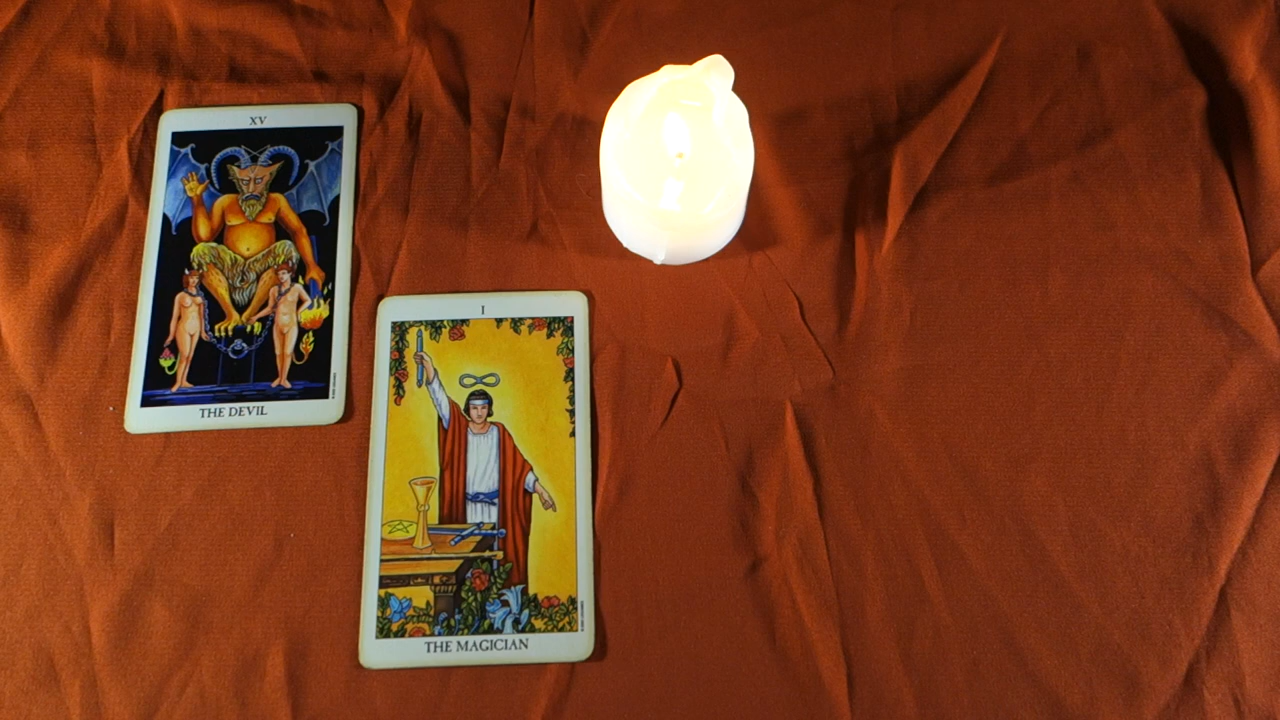 XV
THE DEVIL
I
THE MAGICIAN